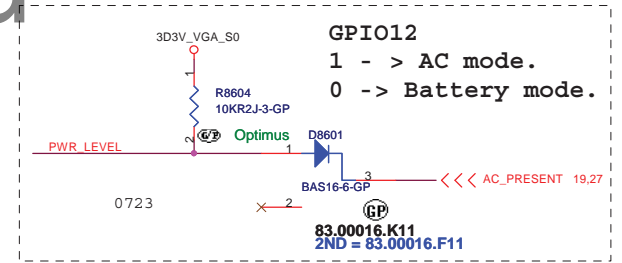 GPIO12
1 - > AC mode.
0 -> Battery mode.
3D3V_VGA_S0
1
R8604
10KR2J-3-GP
2
G/P
Optimus
PWR_LEVEL
1
D8601
3
BAS16-6-GP
AC_PRESENT 19,27
0723
2
GP
83.00016.K11
2ND = 83.00016.F11